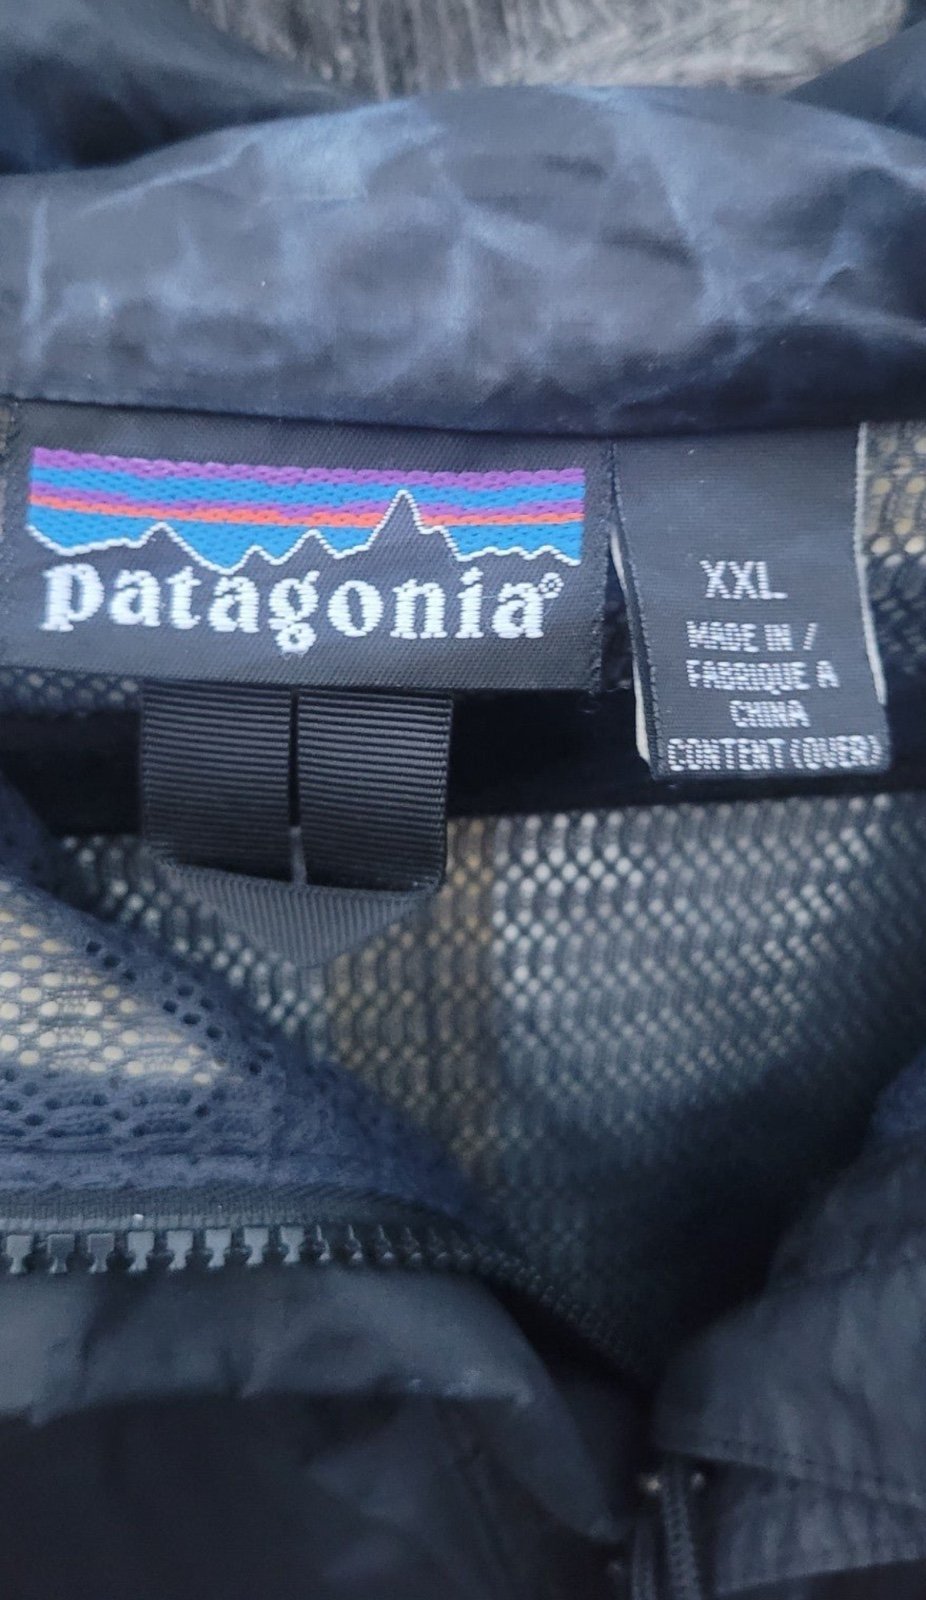 patagonia®
XXL
MADE IN /
FABRIQUE A
CHINA
CONTENT (OVER)